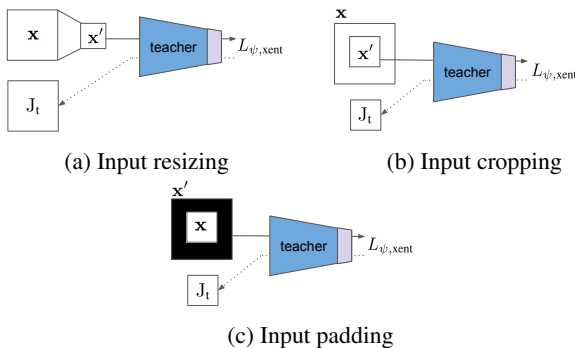 x x' teacher L_{ψ,xent}
J_t
(a) Input resizing
x
x' teacher L_{ψ,xent}
J_t
(b) Input cropping
x'
x teacher L_{ψ,xent}
J_t
(c) Input padding